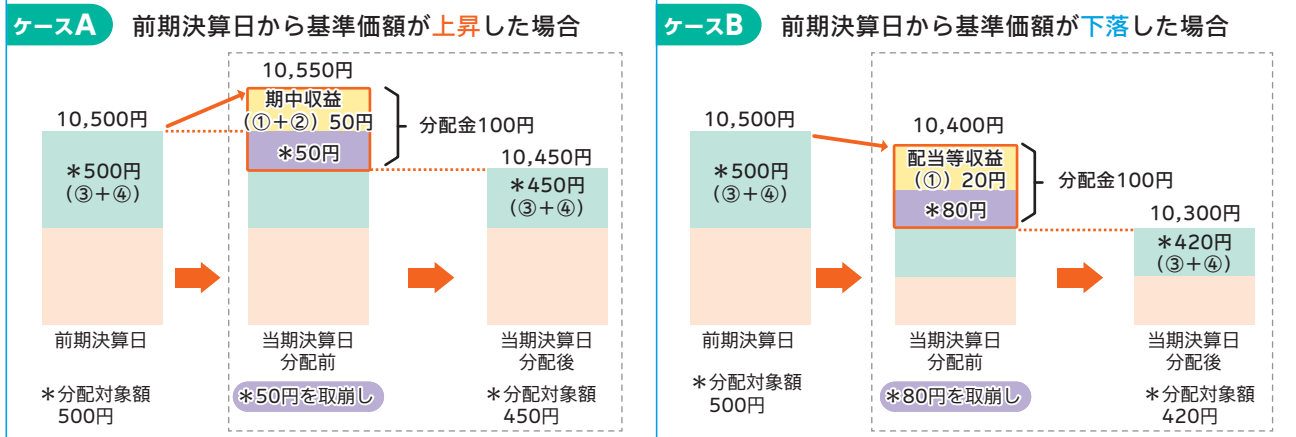 ケースA 前期決算日から基準価額が上昇した場合
10,500円
＊500円
（③＋④）
前期決算日
＊分配対象額
500円
10,550円
期中収益
（①＋②）50円
＊50円
分配金100円
当期決算日
分配前
＊50円を取崩し
10,450円
＊450円
（③＋④）
当期決算日
分配後
＊分配対象額
450円
ケースB 前期決算日から基準価額が下落した場合
10,500円
＊500円
（③＋④）
前期決算日
＊分配対象額
500円
10,400円
配当等収益
（①）20円
＊80円
分配金100円
当期決算日
分配前
＊80円を取崩し
10,300円
＊420円
（③＋④）
当期決算日
分配後
＊分配対象額
420円